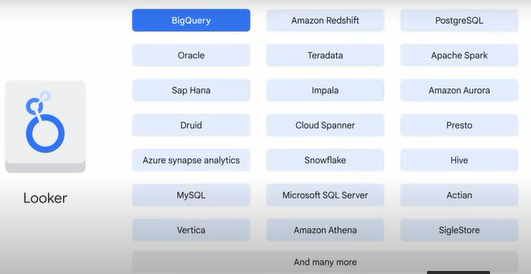 BigQuery Amazon Redshift PostgreSQL
Oracle Teradata Apache Spark
Sap Hana Impala Amazon Aurora
Druid Cloud Spanner Presto
Azure synapse analytics Snowflake Hive
MySQL Microsoft SQL Server Actian
Looker
Vertica Amazon Athena SigleStore
And many more